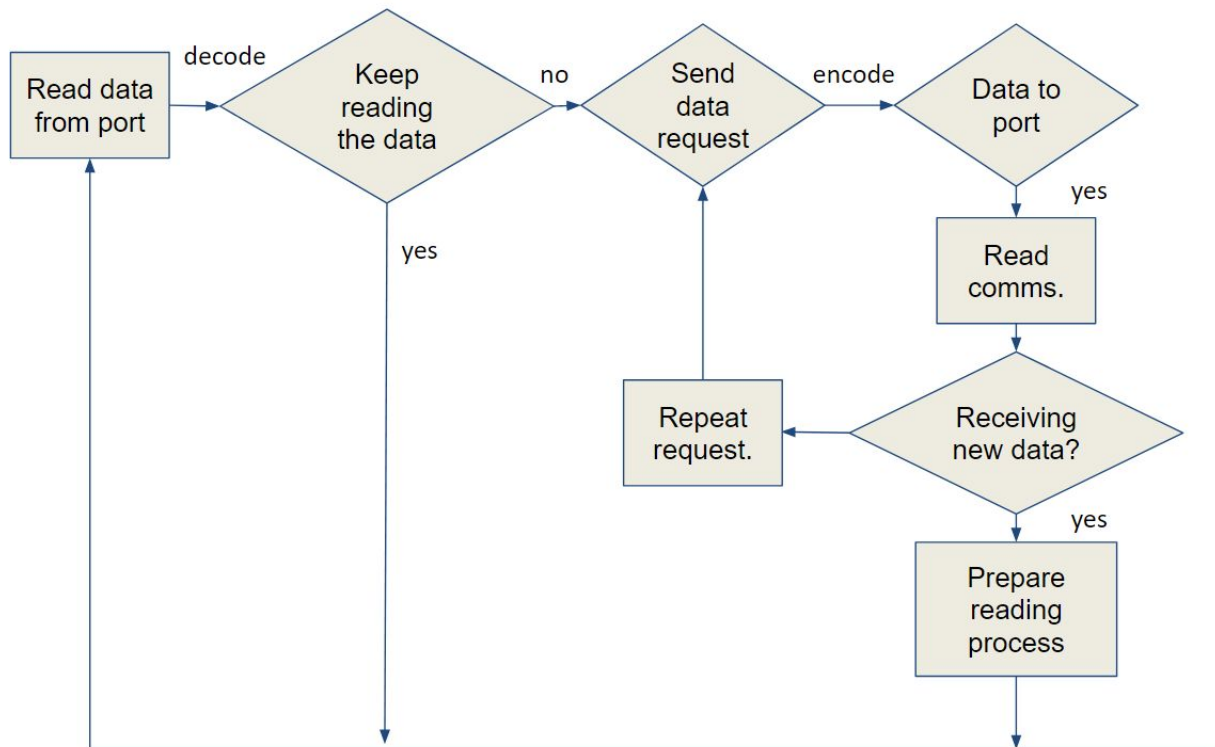 Read data
from port
decode
Keep
reading
the data
no
Send
data
request
encode
Data to
port
yes
yes
Read
comms.
Repeat
request.
Receiving
new data?
yes
Prepare
reading
process